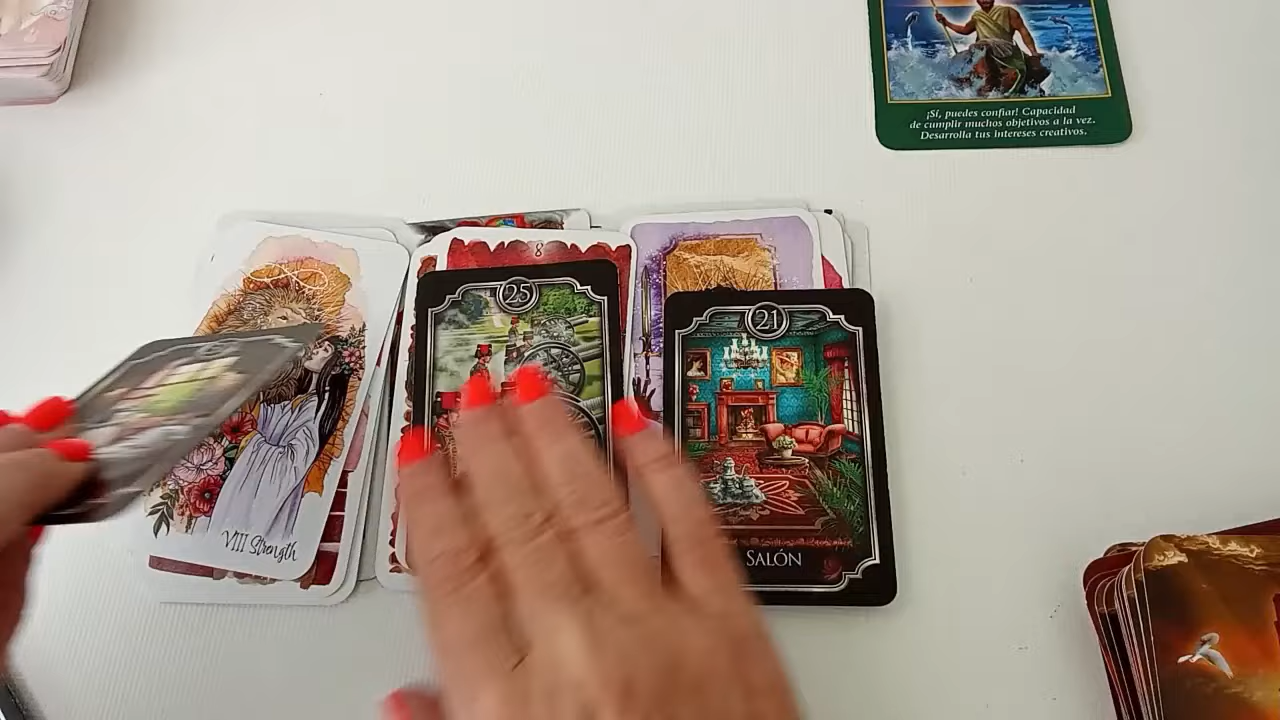 ¡Sí, puedes confiar! Capacidad
de cumplir muchos objetivos a la vez.
Desarrolla tus intereses creativos.
8
25
21
VIII Strength
SALÓN